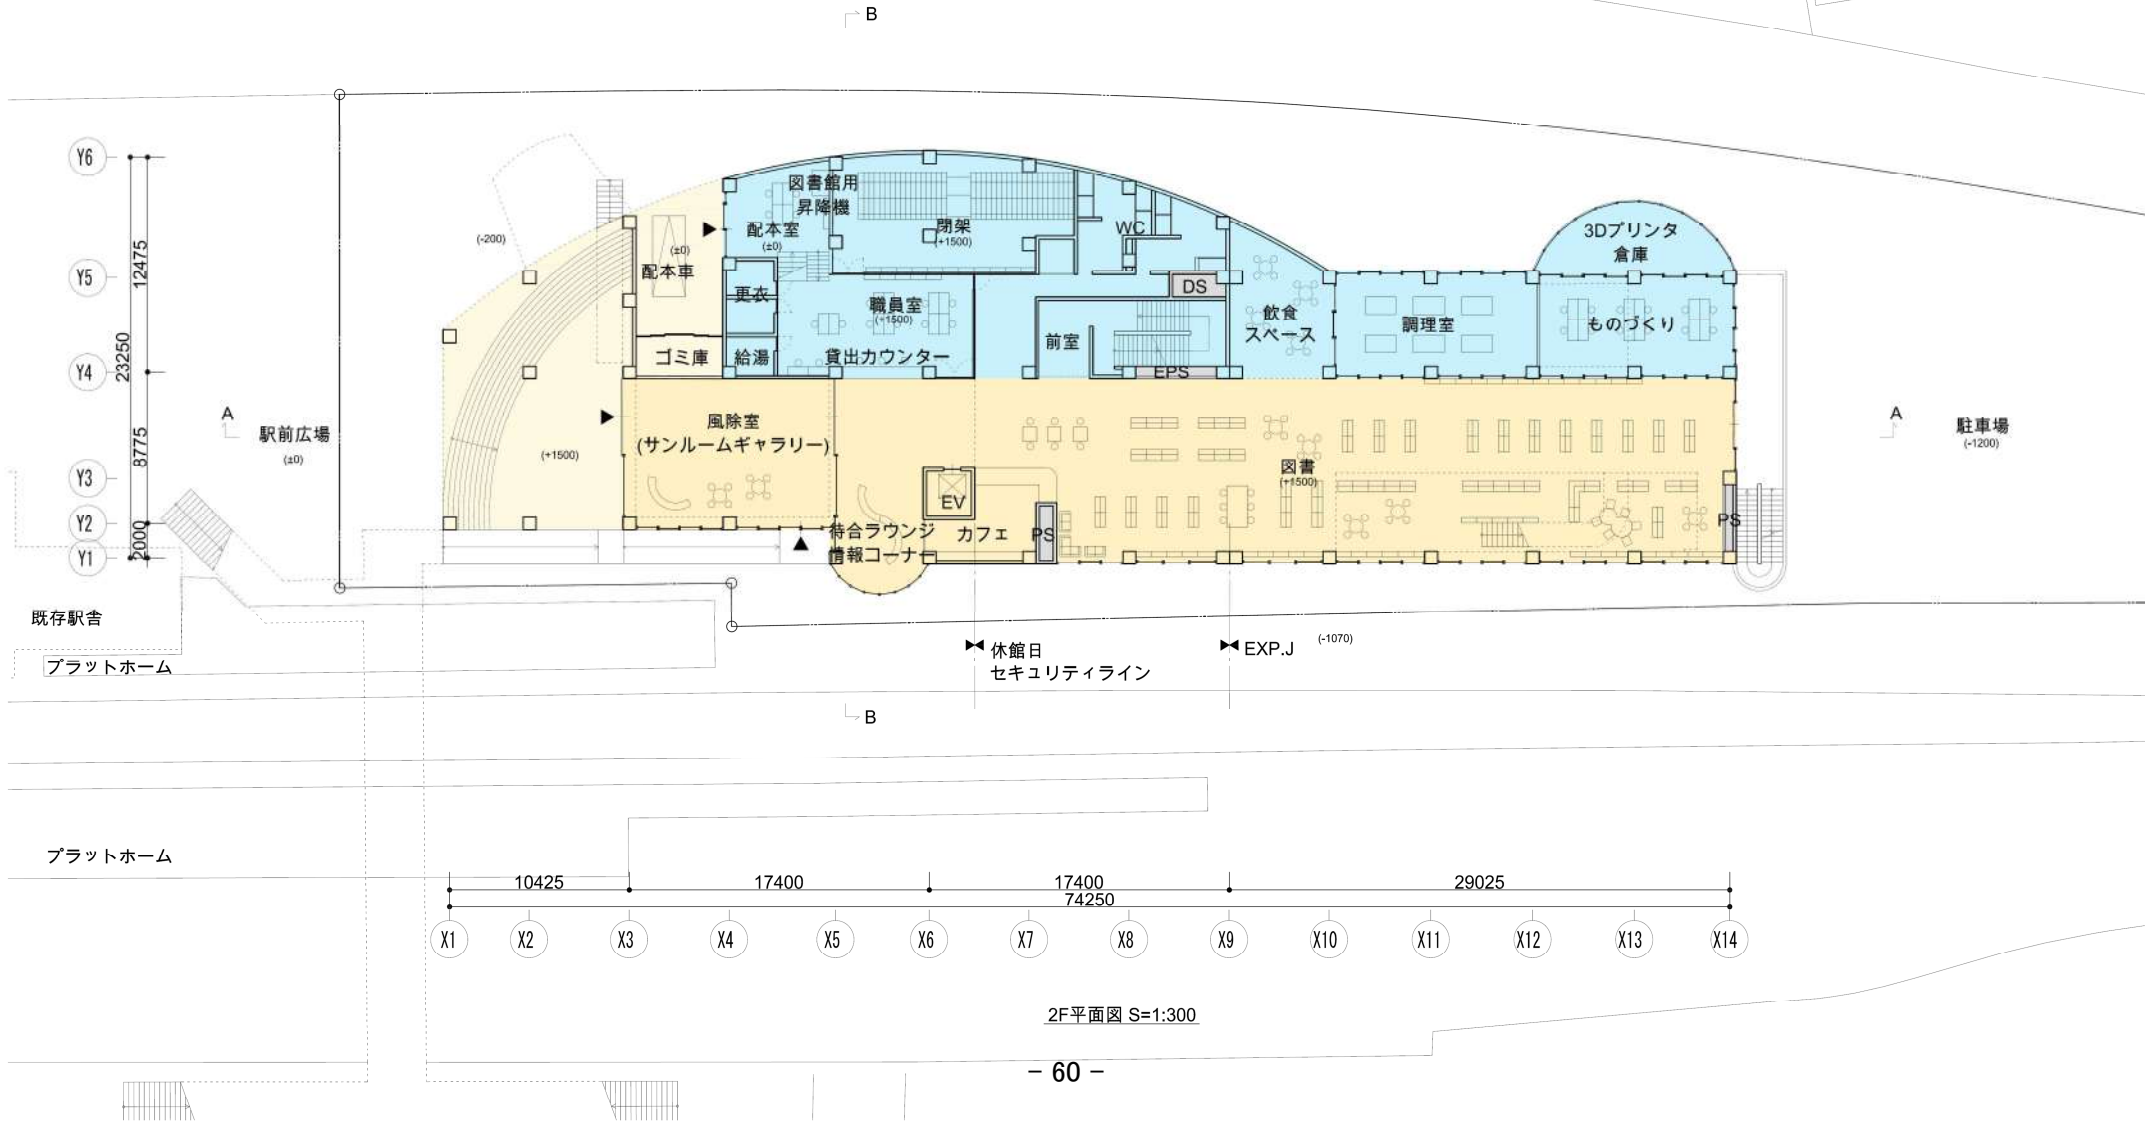 B
Y6
Y5
Y4
Y3
Y2
Y1
12475
23250
8775
2000
(-200)
図書館用
昇降機
配本室
(±0)
閉架
(+1500)
WC
(±0)
配本車
更衣
職員室
(+1500)
DS
3Dプリンタ
倉庫
飲食
スペース
調理室
ものづくり
前室
ゴミ庫
給湯
貸出カウンター
EPS
A
駅前広場
(±0)
風除室
(サンルームギャラリー)
(+1500)
図書
(+1500)
A
駐車場
(-1200)
EV
カフェ
PS
PS
待合ラウンジ
情報コーナー
既存駅舎
プラットホーム
休館日
セキュリティライン
EXP.J
(-1070)
B
プラットホーム
10425
17400
17400
29025
74250
X1
X2
X3
X4
X5
X6
X7
X8
X9
X10
X11
X12
X13
X14
2F平面図 S=1:300
- 60 -